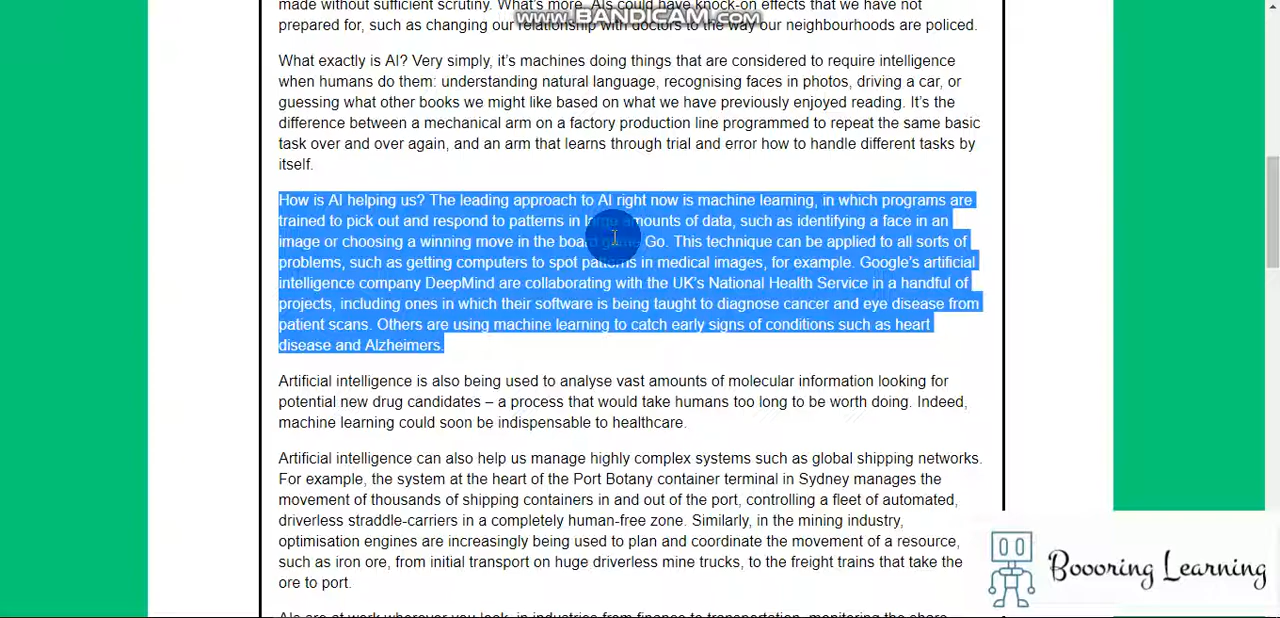 made without sufficient scrutiny. What's more, AIs could have knock-on effects that we have not
www.BANDICAM.com
prepared for, such as changing our relationship with doctors to the way our neighbourhoods are policed.
What exactly is AI? Very simply, it's machines doing things that are considered to require intelligence
when humans do them: understanding natural language, recognising faces in photos, driving a car, or
guessing what other books we might like based on what we have previously enjoyed reading. It's the
difference between a mechanical arm on a factory production line programmed to repeat the same basic
task over and over again, and an arm that learns through trial and error how to handle different tasks by
itself.
How is AI helping us? The leading approach to AI right now is machine learning, in which programs are
trained to pick out and respond to patterns in large amounts of data, such as identifying a face in an
image or choosing a winning move in the board game Go. This technique can be applied to all sorts of
problems, such as getting computers to spot patterns in medical images, for example. Google's artificial
intelligence company DeepMind are collaborating with the UK's National Health Service in a handful of
projects, including ones in which their software is being taught to diagnose cancer and eye disease from
patient scans. Others are using machine learning to catch early signs of conditions such as heart
disease and Alzheimers.
Artificial intelligence is also being used to analyse vast amounts of molecular information looking for
potential new drug candidates – a process that would take humans too long to be worth doing. Indeed,
machine learning could soon be indispensable to healthcare.
Artificial intelligence can also help us manage highly complex systems such as global shipping networks.
For example, the system at the heart of the Port Botany container terminal in Sydney manages the
movement of thousands of shipping containers in and out of the port, controlling a fleet of automated,
driverless straddle-carriers in a completely human-free zone. Similarly, in the mining industry,
optimisation engines are increasingly being used to plan and coordinate the movement of a resource,
such as iron ore, from initial transport on huge driverless mine trucks, to the freight trains that take the
ore to port.
AIs are at work wherever you look, in industries from finance to transportation, monitoring the share
Boooring Learning